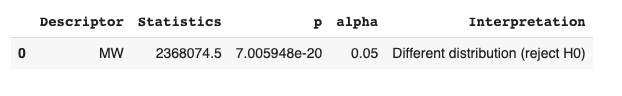 Descriptor Statistics p alpha Interpretation
0 MW 2368074.5 7.005948e-20 0.05 Different distribution (reject H0)